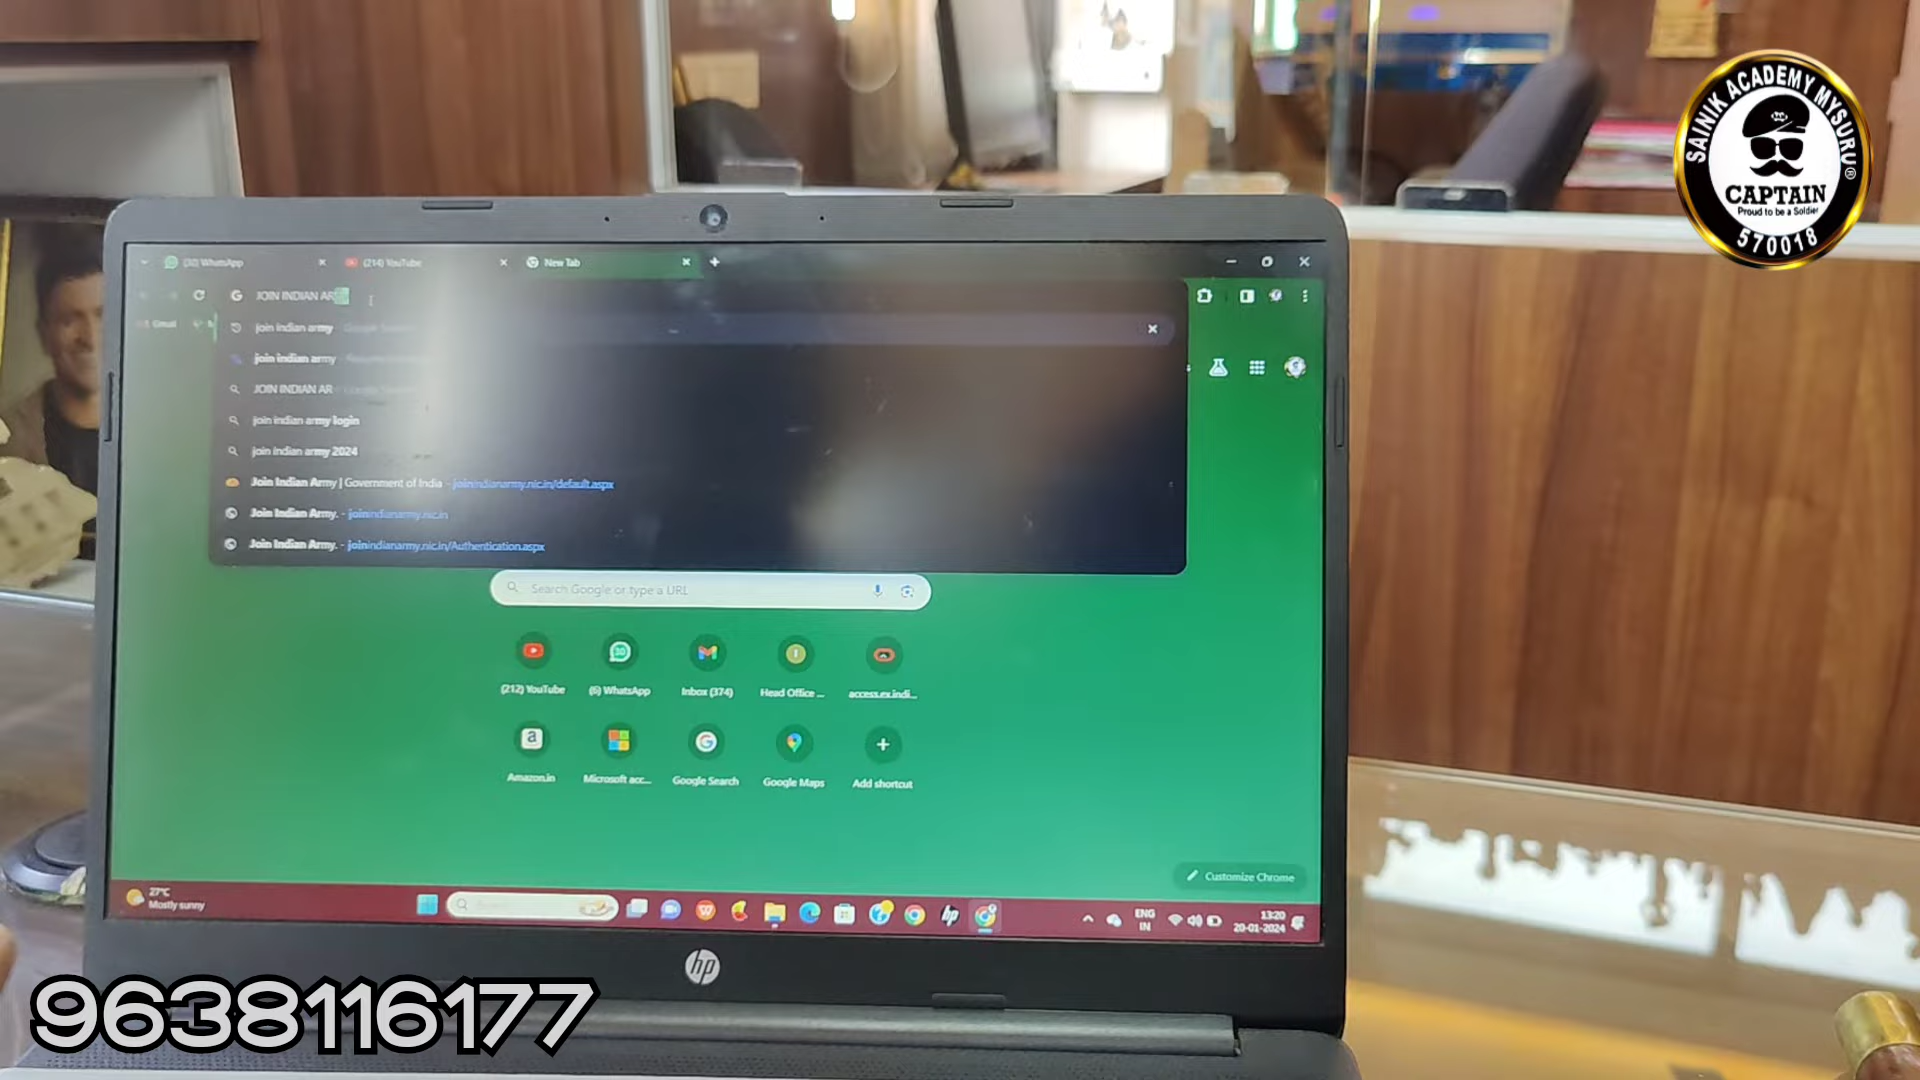 SAINIK ACADEMY MYSURU®
CAPTAIN
Proud to be a Soldier
570018
(30) WhatsApp
(214) YouTube
New Tab
JOIN INDIAN AR
Gmail
join indian army
join indian army
JOIN INDIAN AR
join indian army login
join indian army 2024
Join Indian Army | Government of India - joinindianarmy.nic.in/default.aspx
Join Indian Army. - joinindianarmy.nic.in
Join Indian Army. - joinindianarmy.nic.in/Authentication.aspx
Search Google or type a URL
(212) YouTube
(6) WhatsApp
Inbox (374)
Head Office ...
access.ex.indi...
Amazon.in
Microsoft acc...
Google Search
Google Maps
Add shortcut
Customize Chrome
27°C
Mostly sunny
ENG
IN
13:20
20-01-2024
hp
9638116177